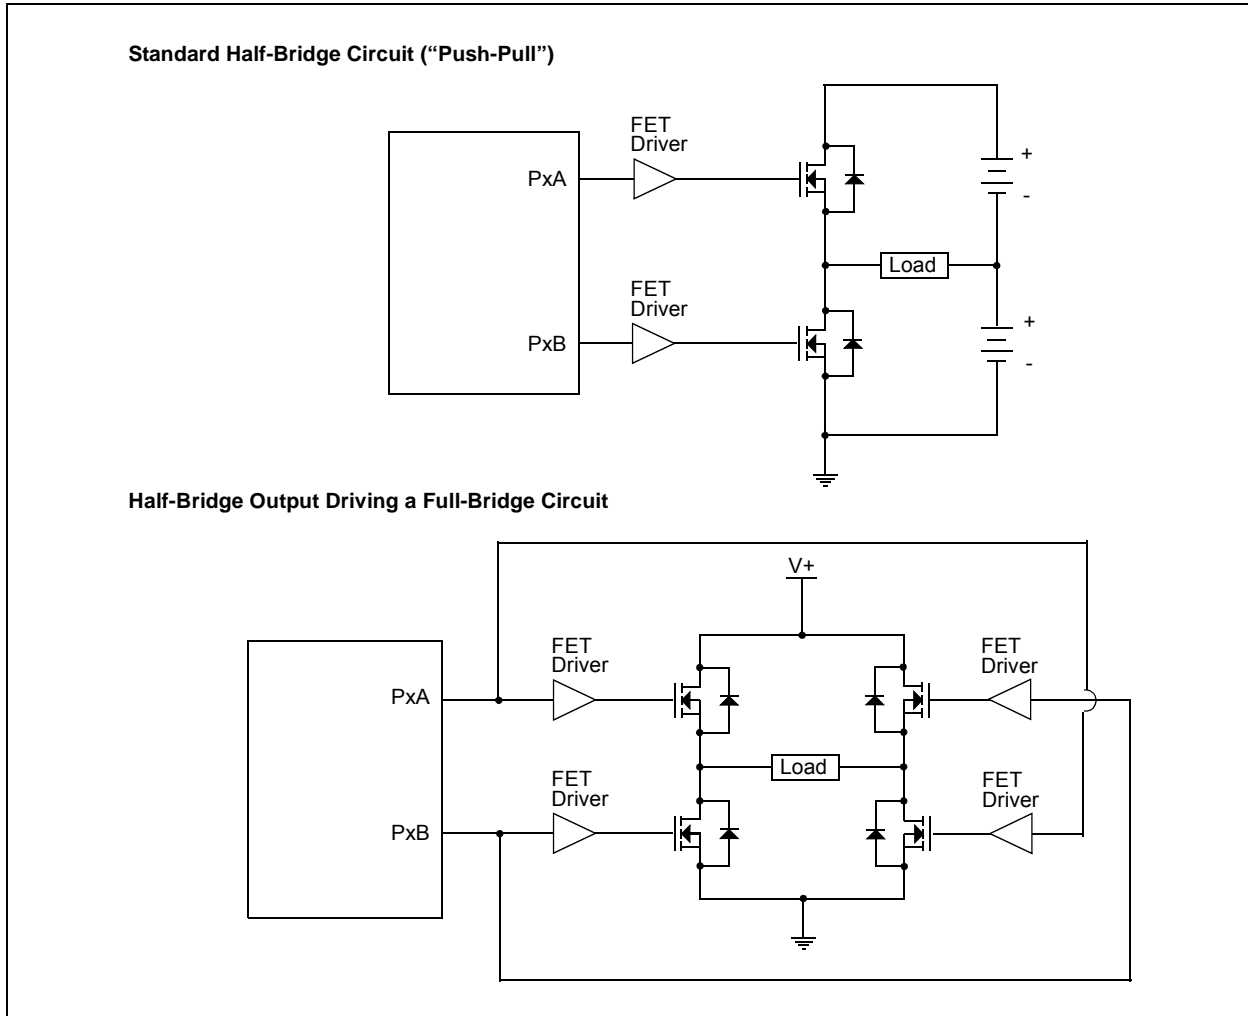 Standard Half-Bridge Circuit (“Push-Pull”)
FET
Driver
PxA
+
-
Load
FET
Driver
PxB
+
-
Half-Bridge Output Driving a Full-Bridge Circuit
V+
FET
Driver
FET
Driver
PxA
Load
FET
Driver
FET
Driver
PxB